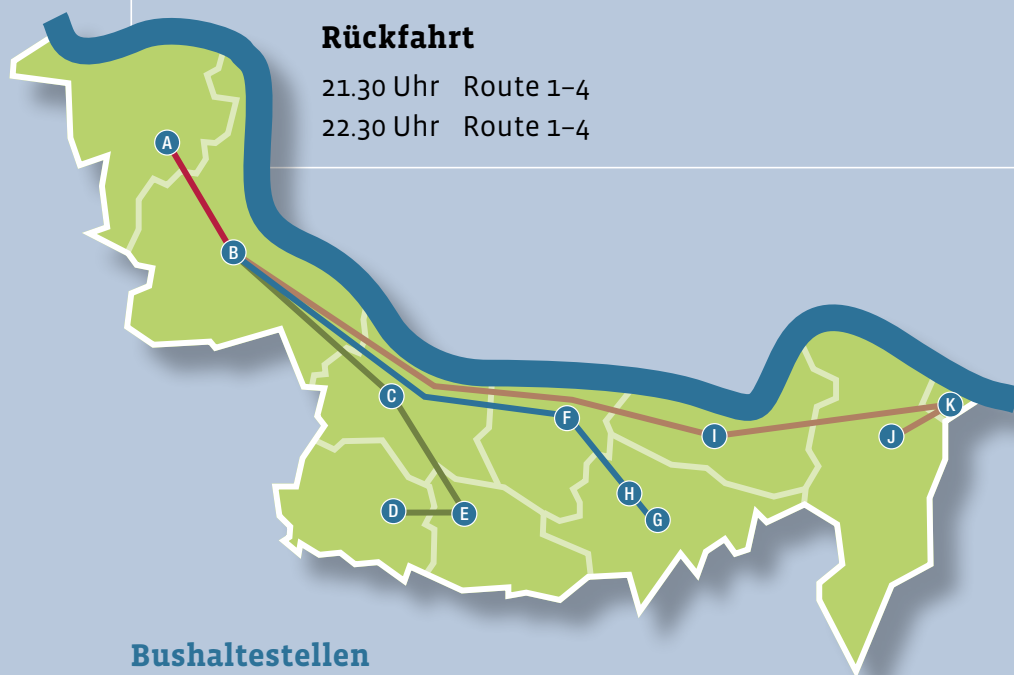 Rückfahrt
21.30 Uhr Route 1–4
22.30 Uhr Route 1–4
A
B
C
F
I
K
J
H
D
E
G
Bushaltestellen